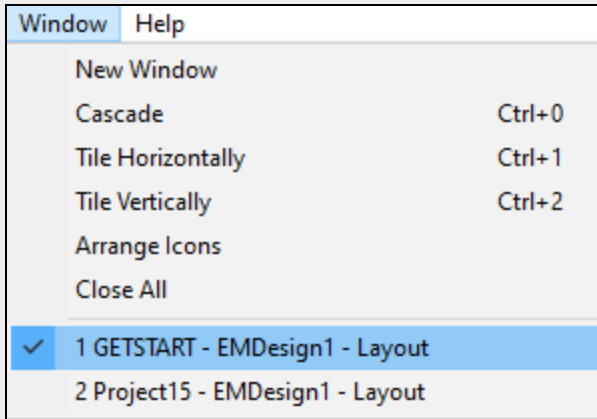 Window Help
New Window
Cascade Ctrl+0
Tile Horizontally Ctrl+1
Tile Vertically Ctrl+2
Arrange Icons
Close All
1 GETSTART - EMDesign1 - Layout
2 Project15 - EMDesign1 - Layout